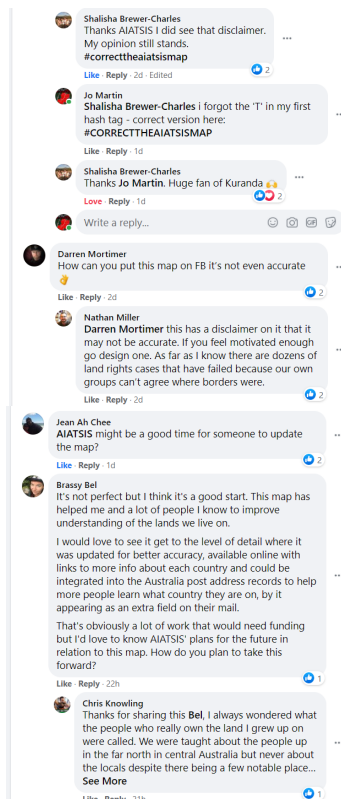 Shalisha Brewer-Charles
Thanks AIATSIS I did see that disclaimer.
My opinion still stands.
#correcttheaiatsismap
2
Like · Reply · 2d · Edited
Jo Martin
Shalisha Brewer-Charles i forgot the 'T' in my first
hash tag - correct version here:
#CORRECTTHEAIATSISMAP
Like · Reply · 1d
Shalisha Brewer-Charles
Thanks Jo Martin. Huge fan of Kuranda 🙌
2
Love · Reply · 1d
Write a reply...
GIF
Darren Mortimer
How can you put this map on FB it's not even accurate
👌
2
Like · Reply · 2d
Nathan Miller
Darren Mortimer this has a disclaimer on it that it
may not be accurate. If you feel motivated enough
go design one. As far as I know there are dozens of
land rights cases that have failed because our own
groups can't agree where borders were.
2
Like · Reply · 2d
Jean Ah Chee
AIATSIS might be a good time for someone to update
the map?
2
Like · Reply · 1d
Brassy Bel
It's not perfect but I think it's a good start. This map has
helped me and a lot of people I know to improve
understanding of the lands we live on.
I would love to see it get to the level of detail where it
was updated for better accuracy, available online with
links to more info about each country and could be
integrated into the Australia post address records to help
more people learn what country they are on, by it
appearing as an extra field on their mail.
That's obviously a lot of work that would need funding
but I'd love to know AIATSIS' plans for the future in
relation to this map. How do you plan to take this
forward?
1
Like · Reply · 22h
Chris Knowling
Thanks for sharing this Bel, I always wondered what
the people who really own the land I grew up on
were called. We were taught about the people up
in the far north in central Australia but never about
the locals despite there being a few notable place...
See More
1
Like · Reply · 21h